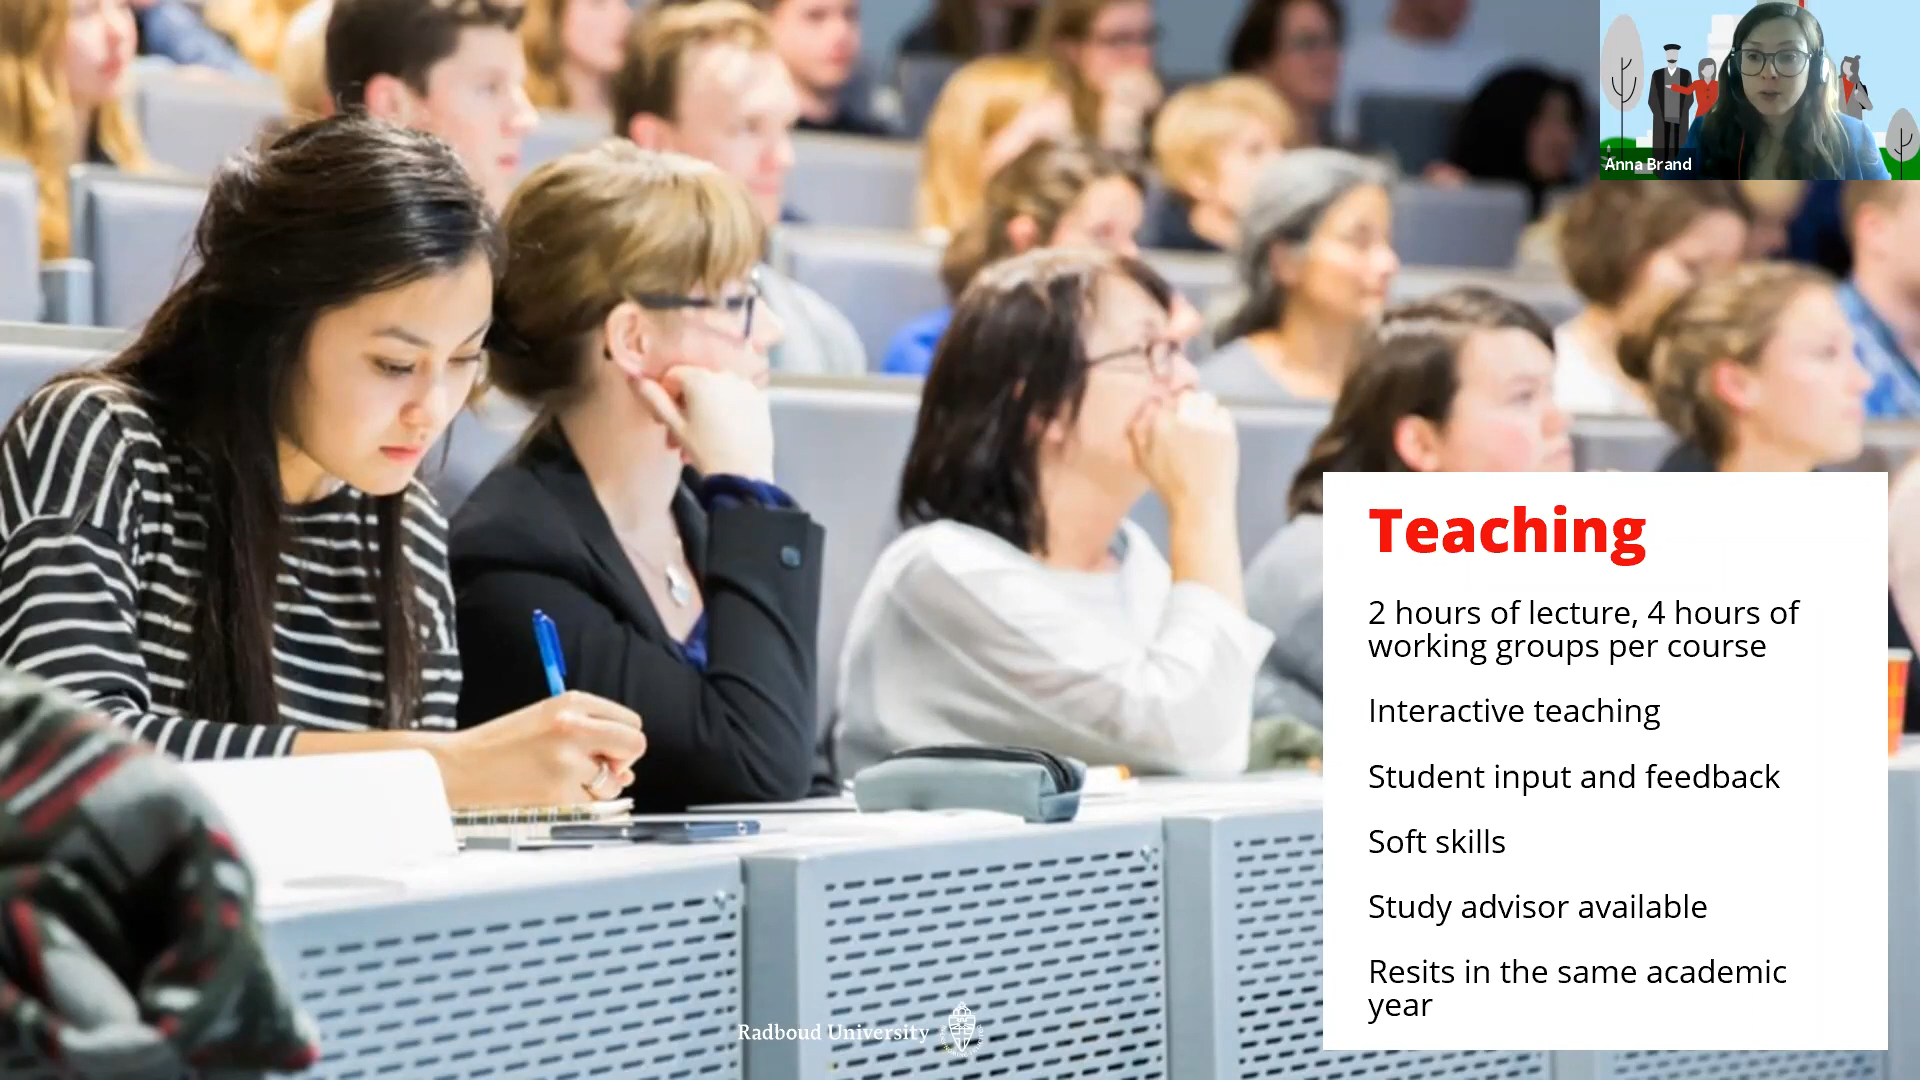 Anna Brand
Teaching
2 hours of lecture, 4 hours of
working groups per course
Interactive teaching
Student input and feedback
Soft skills
Study advisor available
Resits in the same academic
year
Radboud University